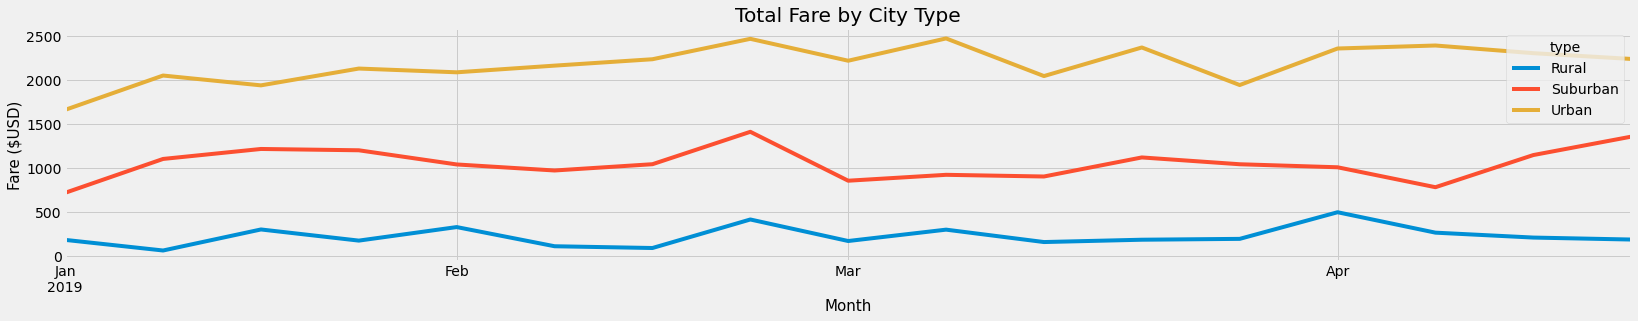 Total Fare by City Type
Fare ($USD)
2500
2000
1500
1000
500
0
type
Rural
Suburban
Urban
Jan
2019
Feb
Mar
Apr
Month